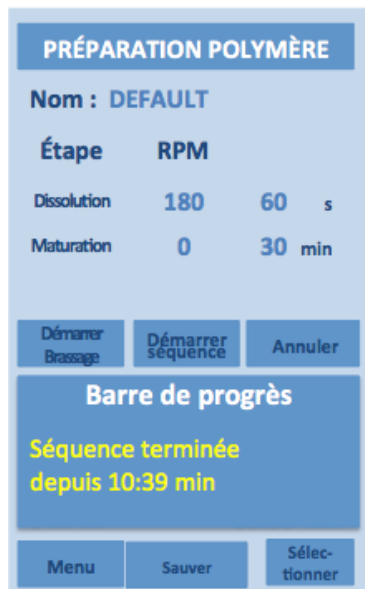 PRÉPARATION POLYMÈRE
Nom : DEFAULT
Étape RPM
Dissolution 180 60 s
Maturation 0 30 min
Démarrer Brassage
Démarrer séquence
Annuler
Barre de progrès
Séquence terminée
depuis 10:39 min
Menu
Sauver
Sélec-
tionner